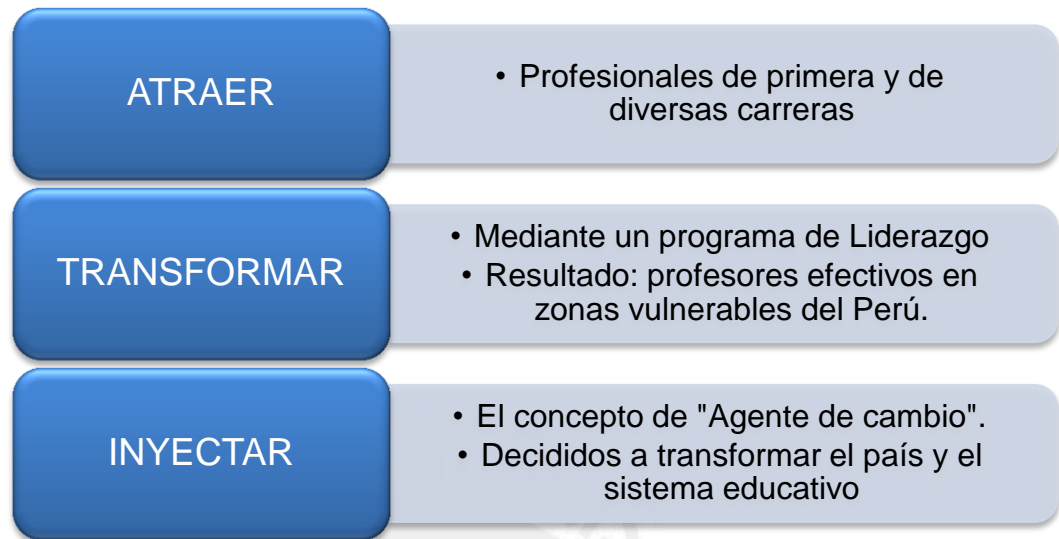 ATRAER
• Profesionales de primera y de
diversas carreras
TRANSFORMAR
• Mediante un programa de Liderazgo
• Resultado: profesores efectivos en
zonas vulnerables del Perú.
INYECTAR
• El concepto de "Agente de cambio".
• Decididos a transformar el país y el
sistema educativo